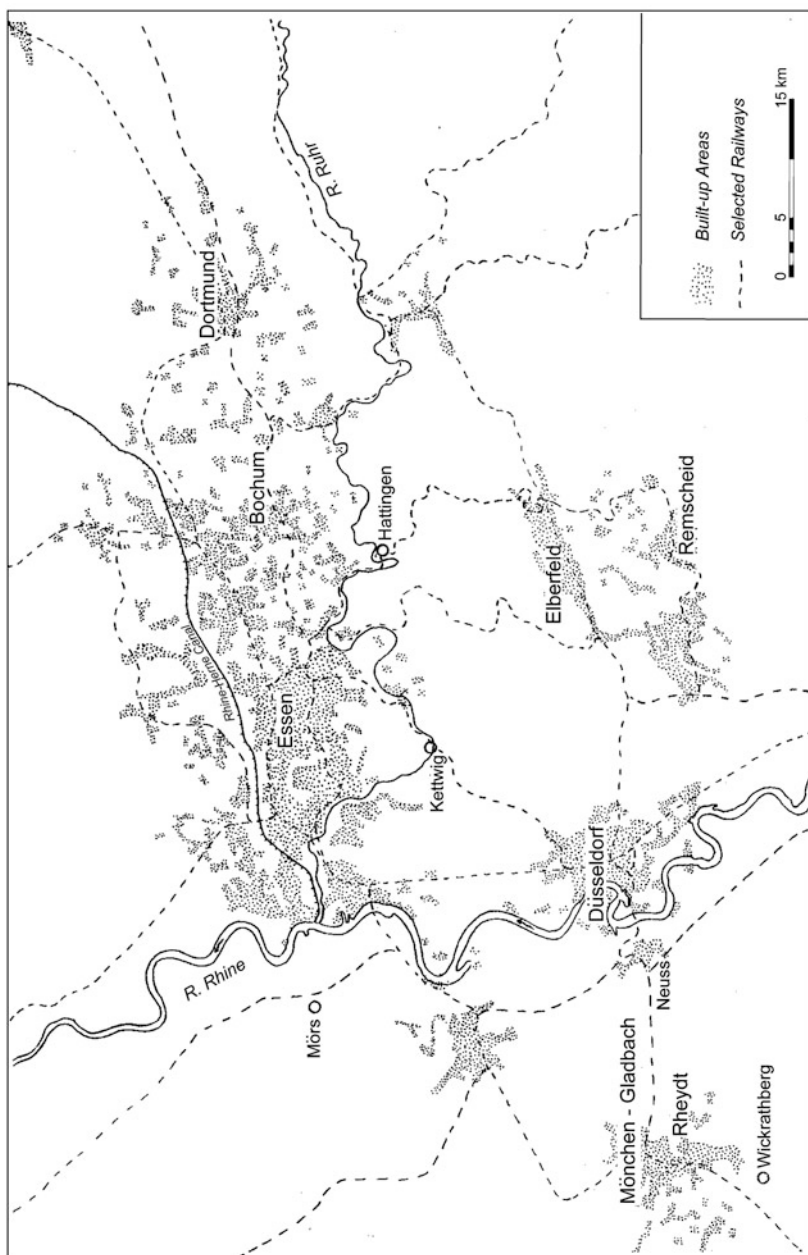 Dortmund
R. Ruhr
Bochum
Rhine-Herne Canal
Essen
Hattingen
Kettwig
Elberfeld
Remscheid
R. Rhine
Mörs
Düsseldorf
Neuss
Mönchen - Gladbach
Rheydt
Wickrathberg
Built-up Areas
Selected Railways
0 5 15 km